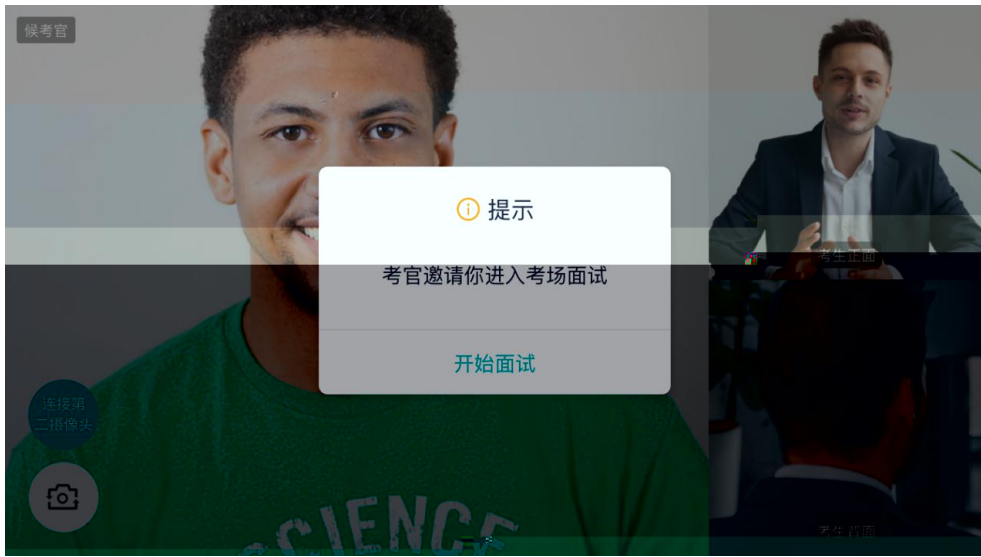 候考官
提示
考官邀请你进入考场面试
开始面试
考生正面
连接第
二摄像头
SCIENCE
考生背面